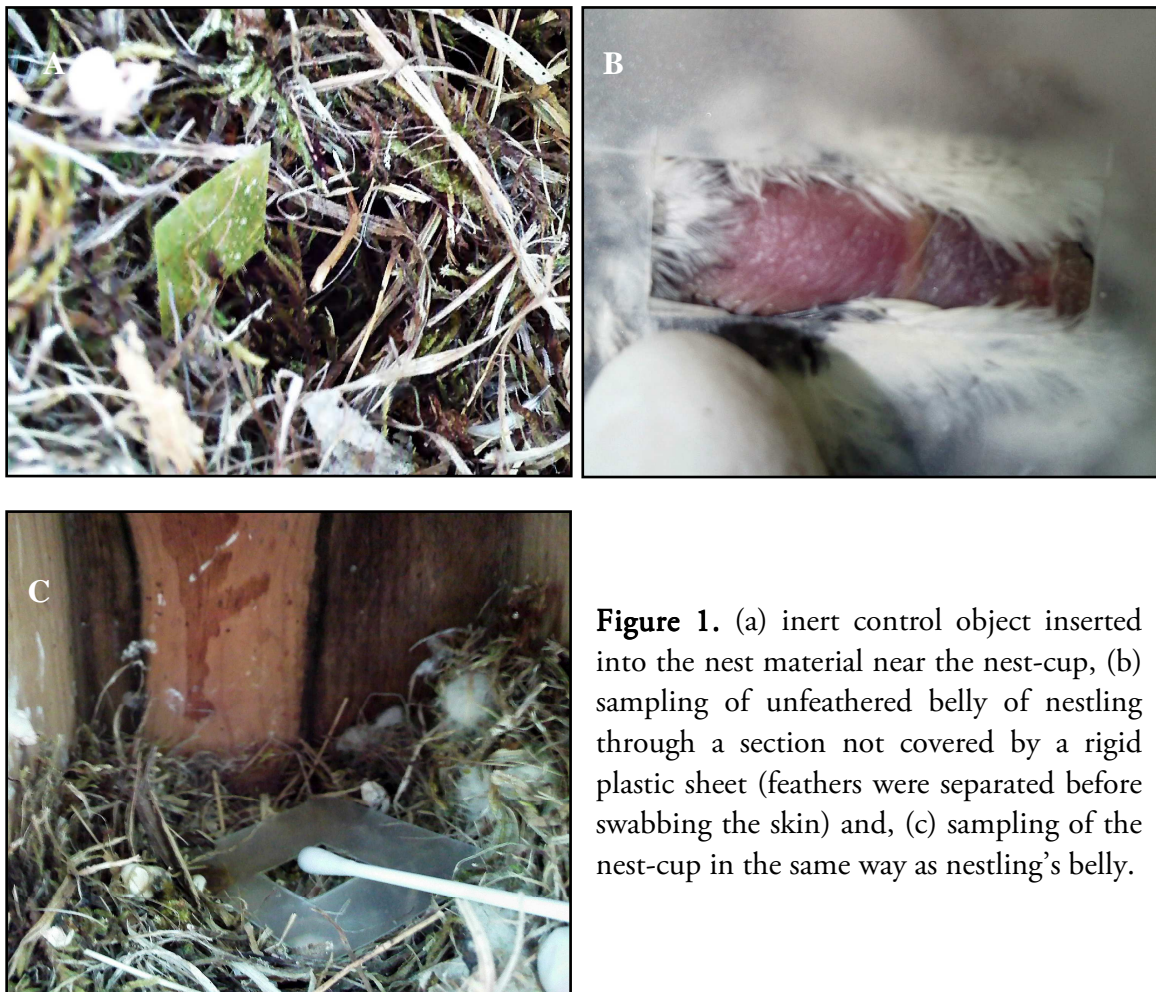 A
B
C
Figure 1. (a) inert control object inserted
into the nest material near the nest-cup, (b)
sampling of unfeathered belly of nestling
through a section not covered by a rigid
plastic sheet (feathers were separated before
swabbing the skin) and, (c) sampling of the
nest-cup in the same way as nestling’s belly.